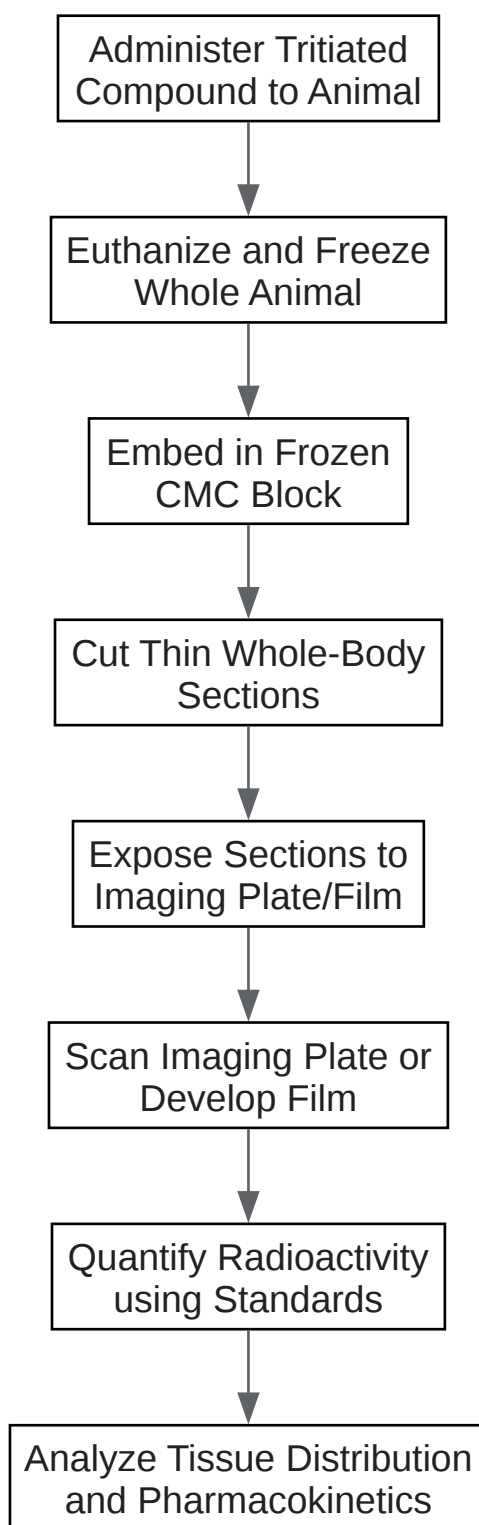 Administer Tritiated
Compound to Animal
Euthanize and Freeze
Whole Animal
Embed in Frozen
CMC Block
Cut Thin Whole-Body
Sections
Expose Sections to
Imaging Plate/Film
Scan Imaging Plate or
Develop Film
Quantify Radioactivity
using Standards
Analyze Tissue Distribution
and Pharmacokinetics